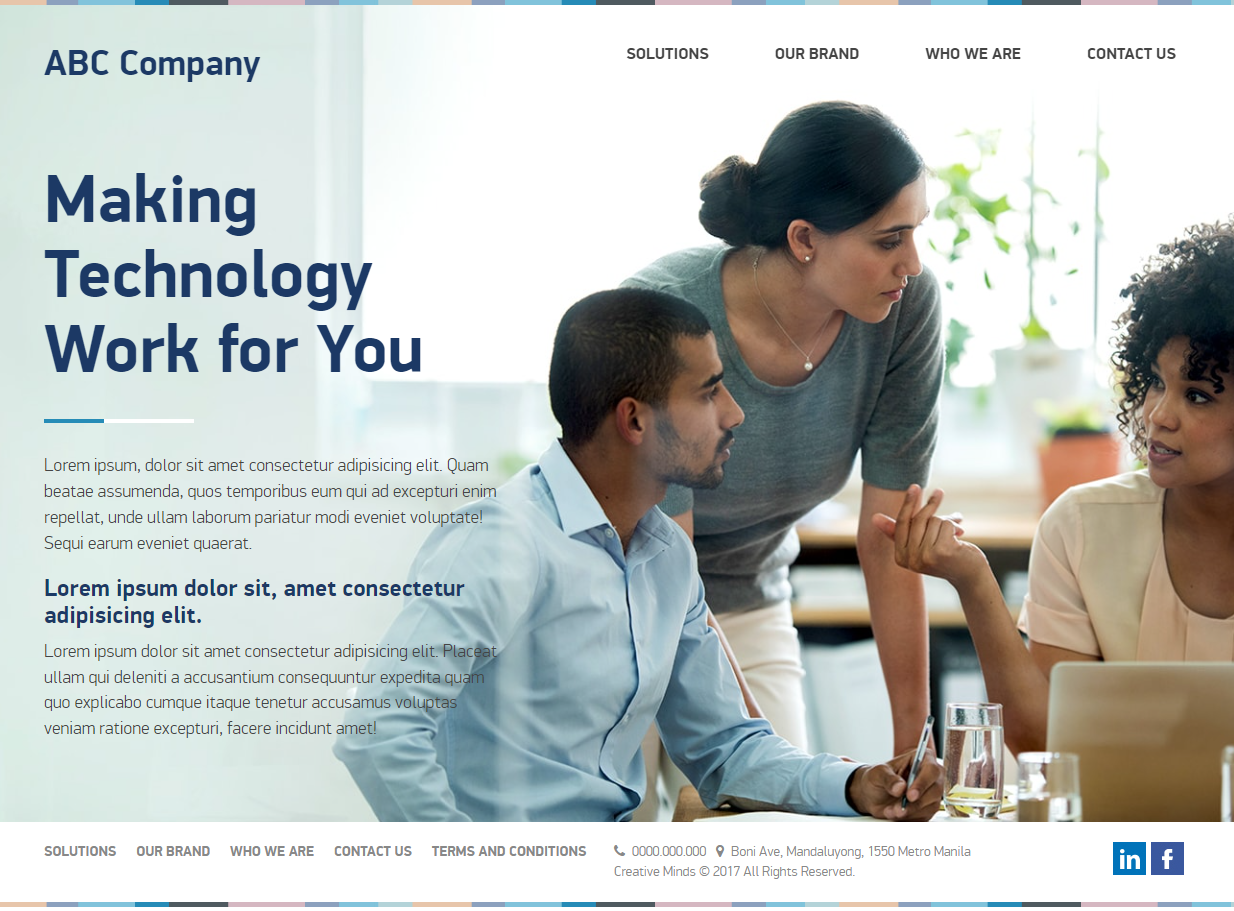 ABC Company
SOLUTIONS
OUR BRAND
WHO WE ARE
CONTACT US
Making
Technology
Work for You
Lorem ipsum, dolor sit amet consectetur adipisicing elit. Quam
beatae assumenda, quos temporibus eum qui ad excepturi enim
repellat, unde ullam laborum pariatur modi eveniet voluptate!
Sequi earum eveniet quaerat.
Lorem ipsum dolor sit, amet consectetur
adipisicing elit.
Lorem ipsum dolor sit amet consectetur adipisicing elit. Placeat
ullam qui deleniti a accusantium consequuntur expedita quam
quo explicabo cumque itaque tenetur accusamus voluptas
veniam ratione excepturi, facere incidunt amet!
SOLUTIONS OUR BRAND WHO WE ARE CONTACT US TERMS AND CONDITIONS
0000.000.000 Boni Ave, Mandaluyong, 1550 Metro Manila
Creative Minds © 2017 All Rights Reserved.
in f